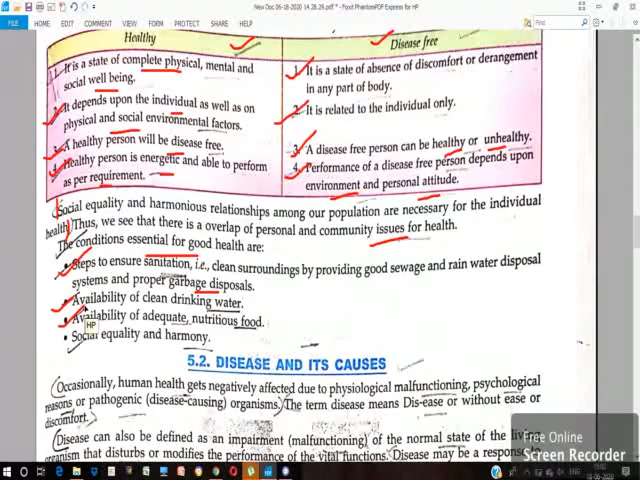 New Doc 06-18-2020 14.28.29.pdf * - Foxit PhantomPDF Express for HP
FILE HOME EDIT COMMENT VIEW FORM PROTECT SHARE HELP
Find
Healthy Disease free
1. It is a state of complete physical, mental and
social well being.
2. It depends upon the individual as well as on
physical and social environmental factors.
3. A healthy person will be disease free.
4. Healthy person is energetic and able to perform
as per requirement.
1. It is a state of absence of discomfort or derangement
in any part of body.
2. It is related to the individual only.
3. A disease free person can be healthy or unhealthy.
4. Performance of a disease free person depends upon
environment and personal attitude.
Social equality and harmonious relationships among our population are necessary for the individual
health. Thus, we see that there is a overlap of personal and community issues for health.
The conditions essential for good health are:
• Steps to ensure sanitation, i.e., clean surroundings by providing good sewage and rain water disposal
systems and proper garbage disposals.
• Availability of clean drinking water.
• Availability of adequate, nutritious food.
HP
• Social equality and harmony.
5.2. DISEASE AND ITS CAUSES
Occasionally, human health gets negatively affected due to physiological malfunctioning, psychological
reasons or pathogenic (disease-causing) organisms. The term disease means Dis-ease or without ease or
discomfort.
Disease can also be defined as an impairment (malfunctioning) of the normal state of the living
organism that disturbs or modifies the performance of the vital functions. Disease may be a response to
Free Online
Screen Recorder
ENG
15:02
18-06-2020